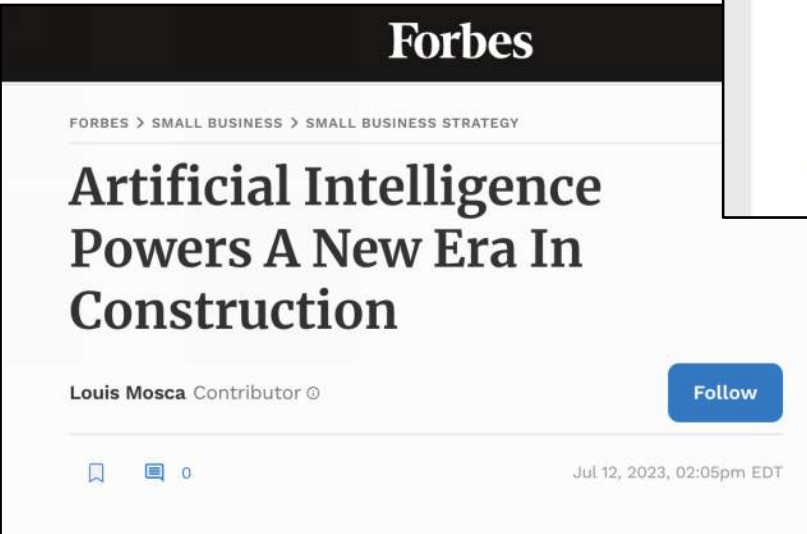 Forbes
FORBES > SMALL BUSINESS > SMALL BUSINESS STRATEGY
Artificial Intelligence
Powers A New Era In
Construction
Louis Mosca Contributor ⓘ
Follow
0
Jul 12, 2023, 02:05pm EDT